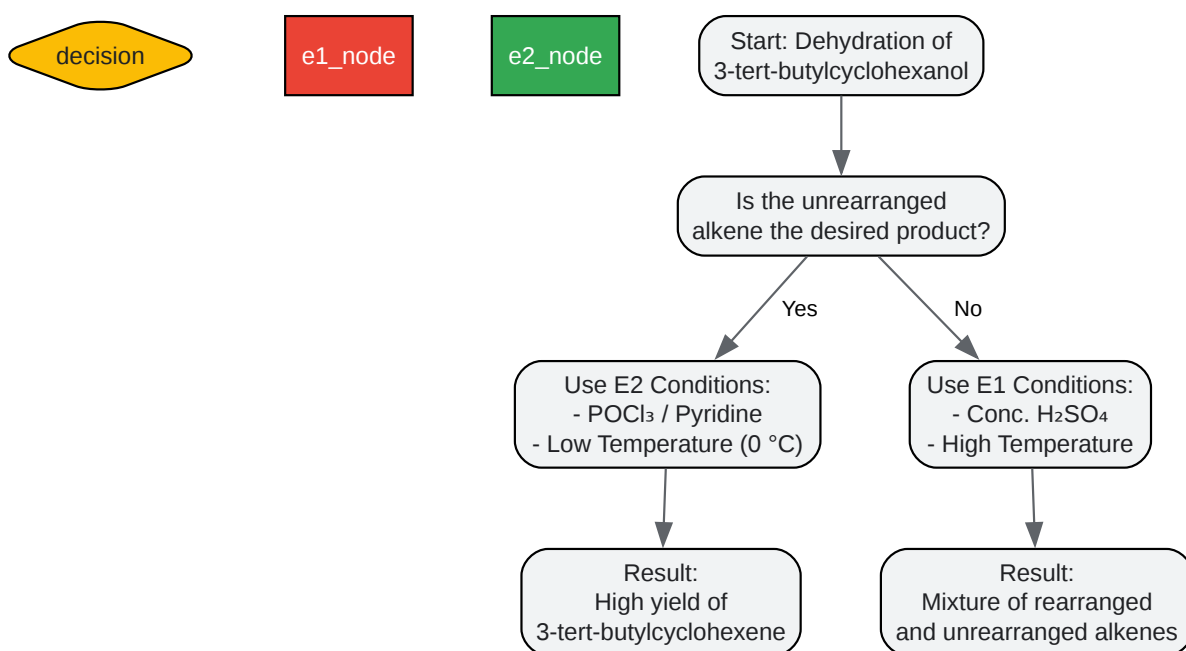 decision
e1_node
e2_node
Start: Dehydration of
3-tert-butylcyclohexanol
Is the unrearranged
alkene the desired product?
Yes
No
Use E2 Conditions:
- POCl₃ / Pyridine
- Low Temperature (0 °C)
Use E1 Conditions:
- Conc. H₂SO₄
- High Temperature
Result:
High yield of
3-tert-butylcyclohexene
Result:
Mixture of rearranged
and unrearranged alkenes